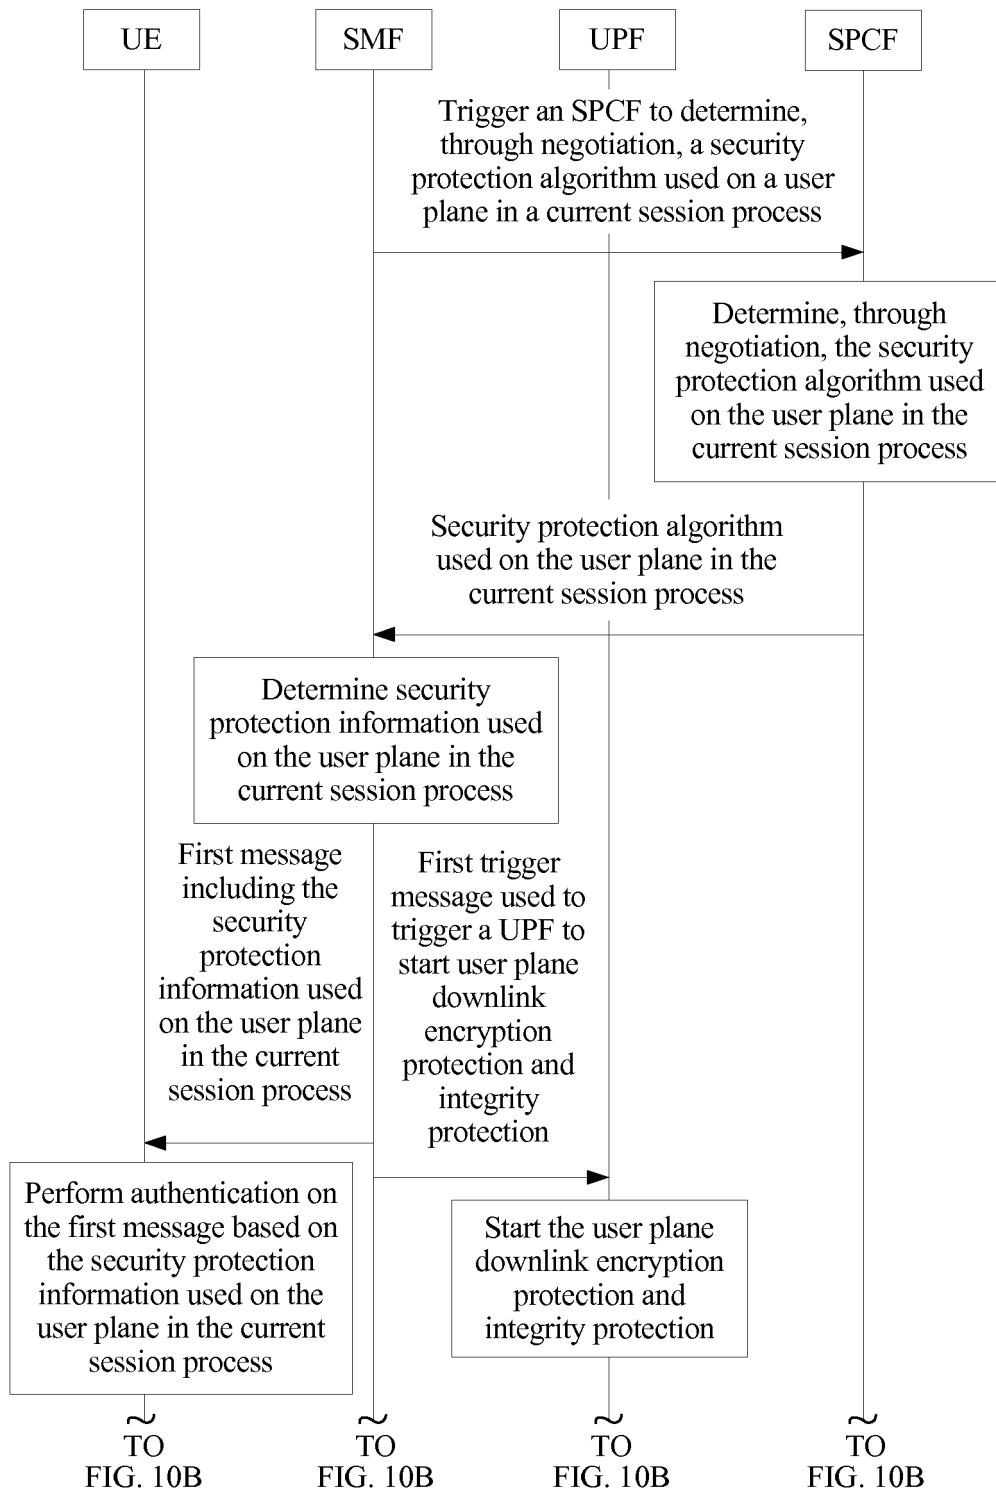 UE
SMF
UPF
SPCF
Trigger an SPCF to determine,
through negotiation, a security
protection algorithm used on a user
plane in a current session process
Determine, through
negotiation, the security
protection algorithm used
on the user plane in the
current session process
Security protection algorithm
used on the user plane in the
current session process
Determine security
protection information used
on the user plane in the
current session process
First message
including the
security
protection
information used
on the user plane
in the current
session process
First trigger
message used to
trigger a UPF to
start user plane
downlink
encryption
protection and
integrity
protection
Perform authentication on
the first message based on
the security protection
information used on the
user plane in the current
session process
Start the user plane
downlink encryption
protection and
integrity protection
TO
FIG. 10B
TO
FIG. 10B
TO
FIG. 10B
TO
FIG. 10B